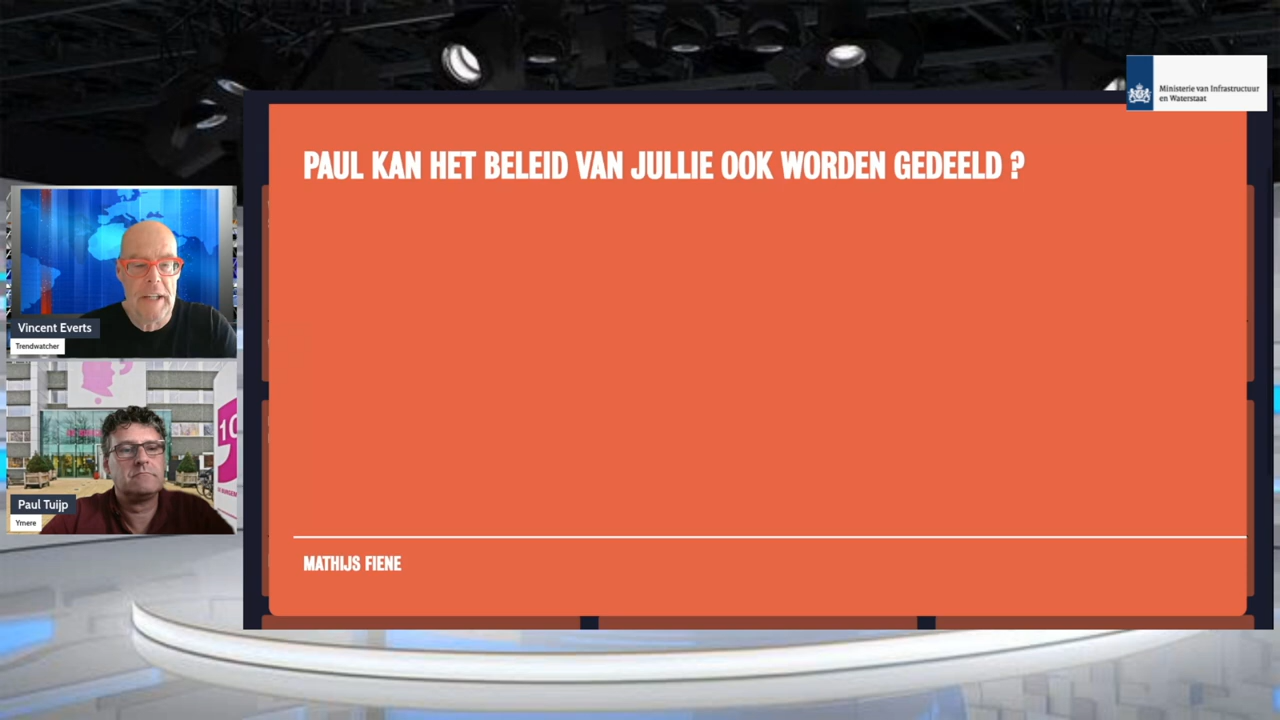 Ministerie van Infrastructuur
en Waterstaat
PAUL KAN HET BELEID VAN JULLIE OOK WORDEN GEDEELD ?
Vincent Everts
Trendwatcher
10
Paul Tuijp
Ymere
MATHIJS FIENE